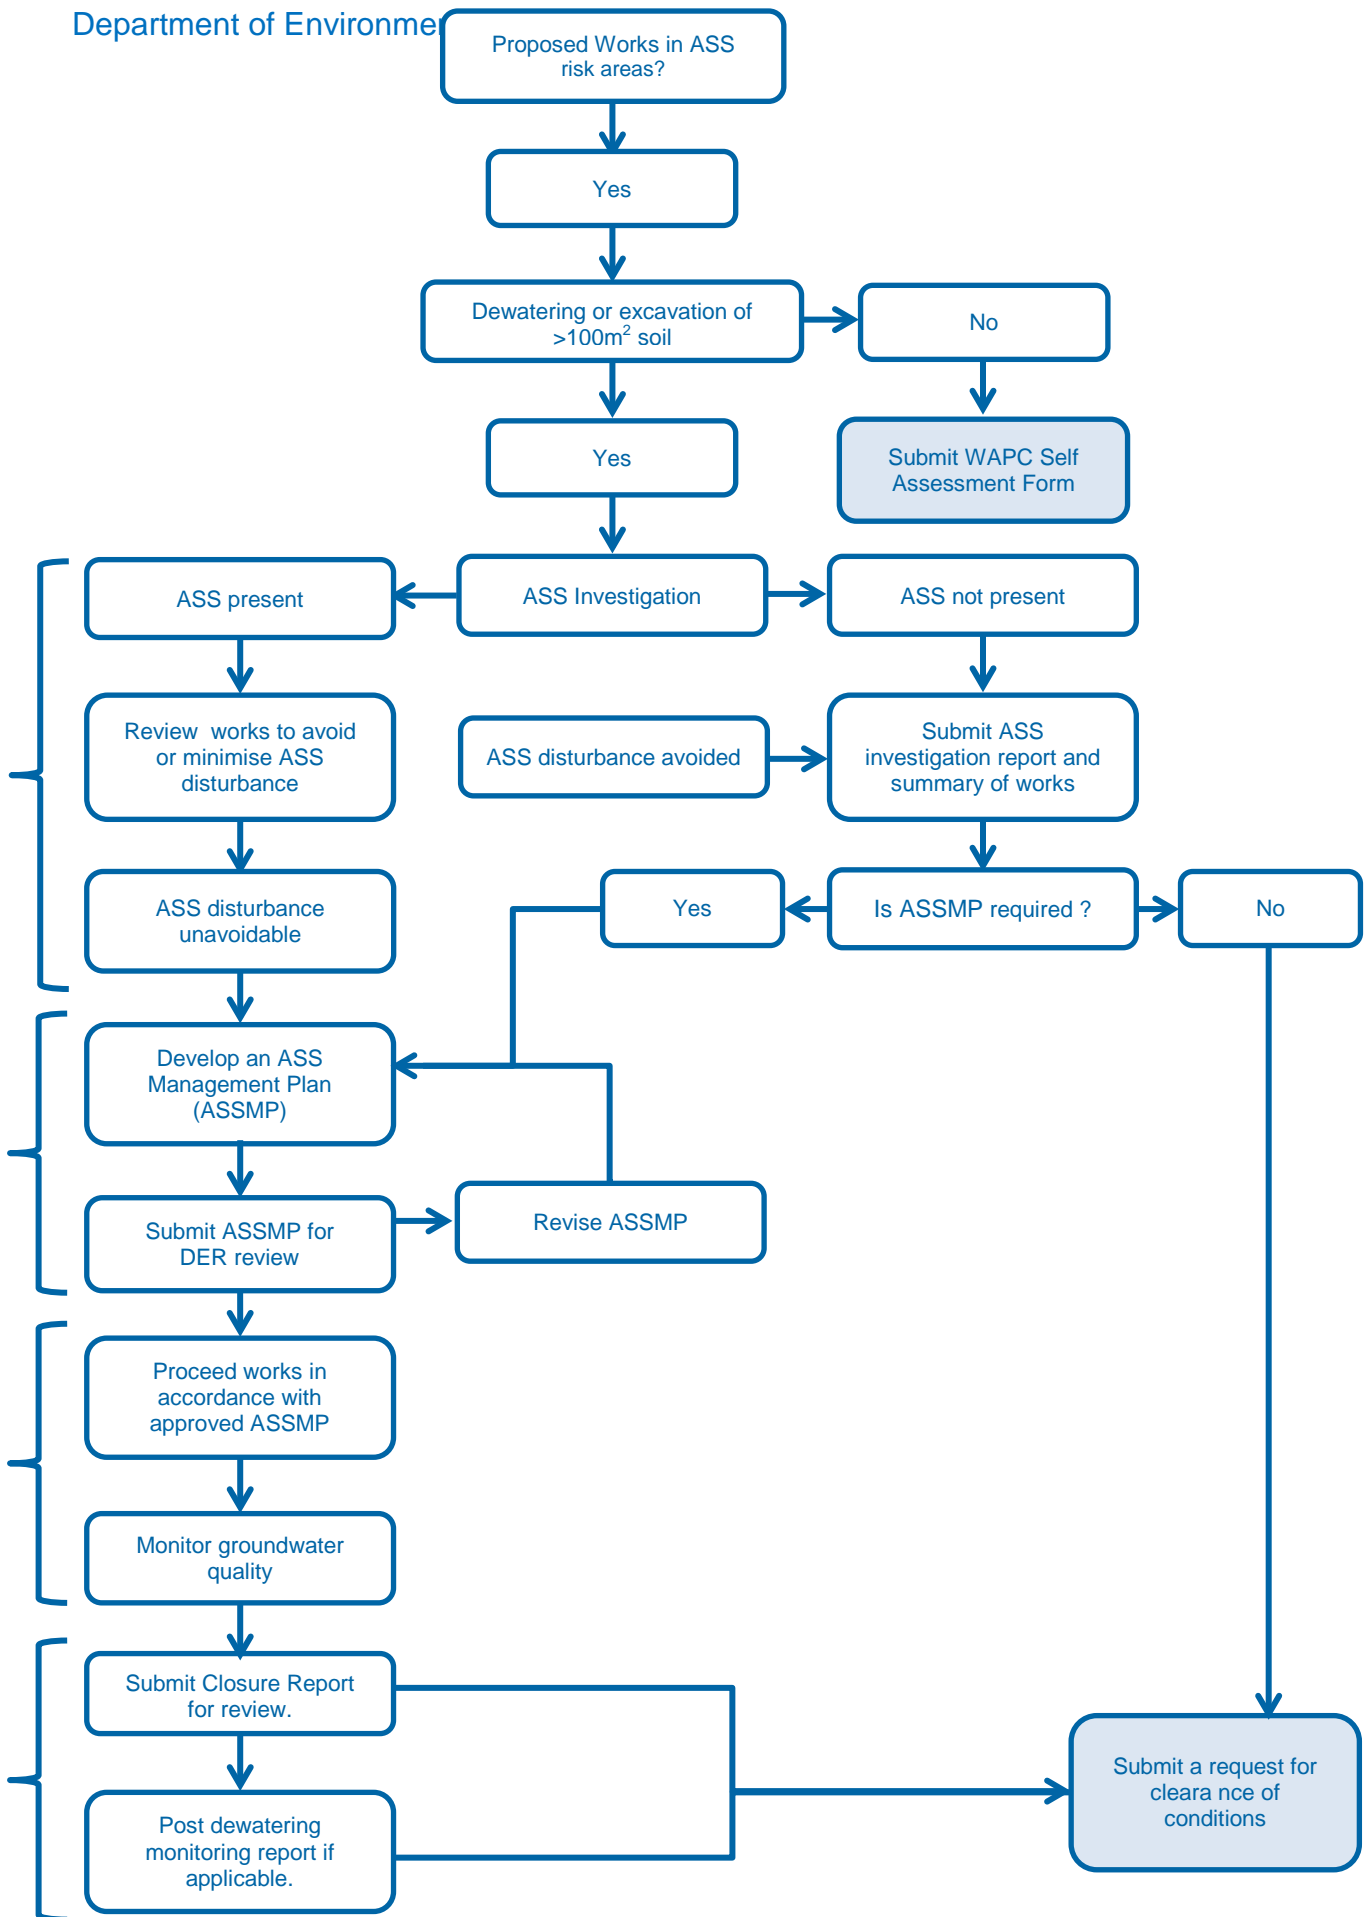 Department of Environme
Proposed Works in ASS
risk areas?
Yes
Dewatering or excavation of
>100m² soil
No
Yes
Submit WAPC Self
Assessment Form
ASS present
ASS Investigation
ASS not present
Review works to avoid
or minimise ASS
disturbance
ASS disturbance avoided
Submit ASS
investigation report and
summary of works
ASS disturbance
unavoidable
Yes
Is ASSMP required ?
No
Develop an ASS
Management Plan
(ASSMP)
Submit ASSMP for
DER review
Revise ASSMP
Proceed works in
accordance with
approved ASSMP
Monitor groundwater
quality
Submit Closure Report
for review.
Post dewatering
monitoring report if
applicable.
Submit a request for
cleara nce of
conditions